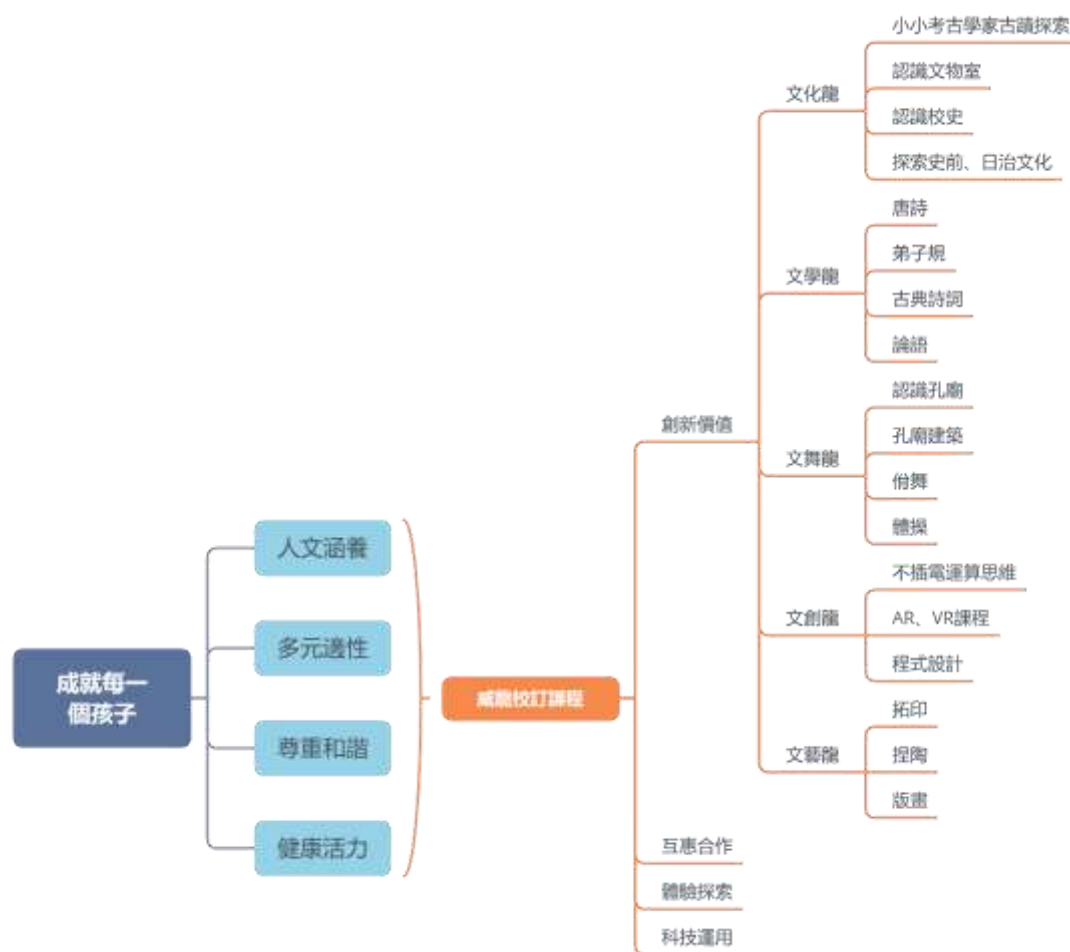 成就每一
個孩子
人文涵養
多元適性
尊重和諧
健康活力
威龍校訂課程
創新價值
文化龍
小小考古學家古蹟探索
認識文物室
認識校史
探索史前、日治文化
文學龍
唐詩
弟子規
古典詩詞
論語
文舞龍
認識孔廟
孔廟建築
佾舞
體操
文創龍
不插電運算思維
AR、VR課程
程式設計
文藝龍
拓印
捏陶
版畫
互惠合作
體驗探索
科技運用